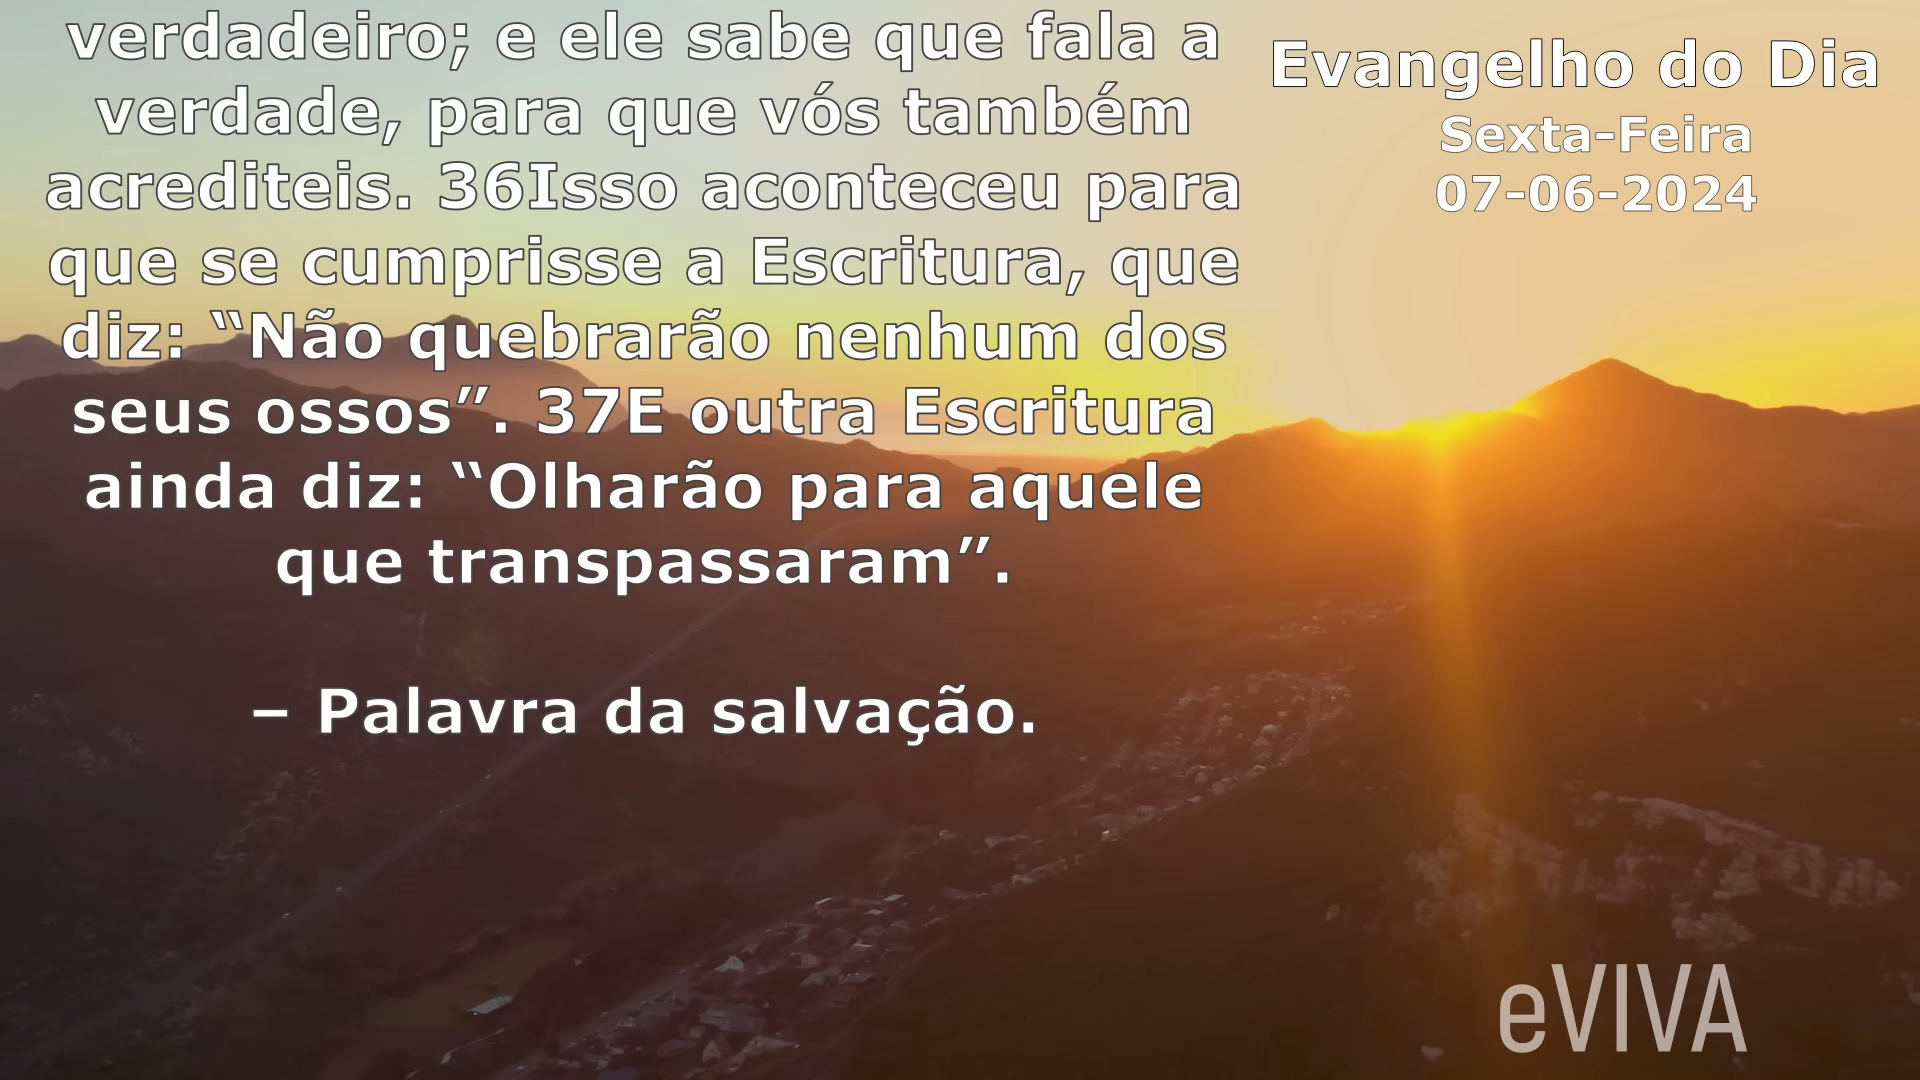 verdadeiro; e ele sabe que fala a
verdade, para que vós também
acrediteis. 36Isso aconteceu para
que se cumprisse a Escritura, que
diz: “Não quebrarão nenhum dos
seus ossos”. 37E outra Escritura
ainda diz: “Olharão para aquele
que transpassaram”.
– Palavra da salvação.
Evangelho do Dia
Sexta-Feira
07-06-2024
eVIVA